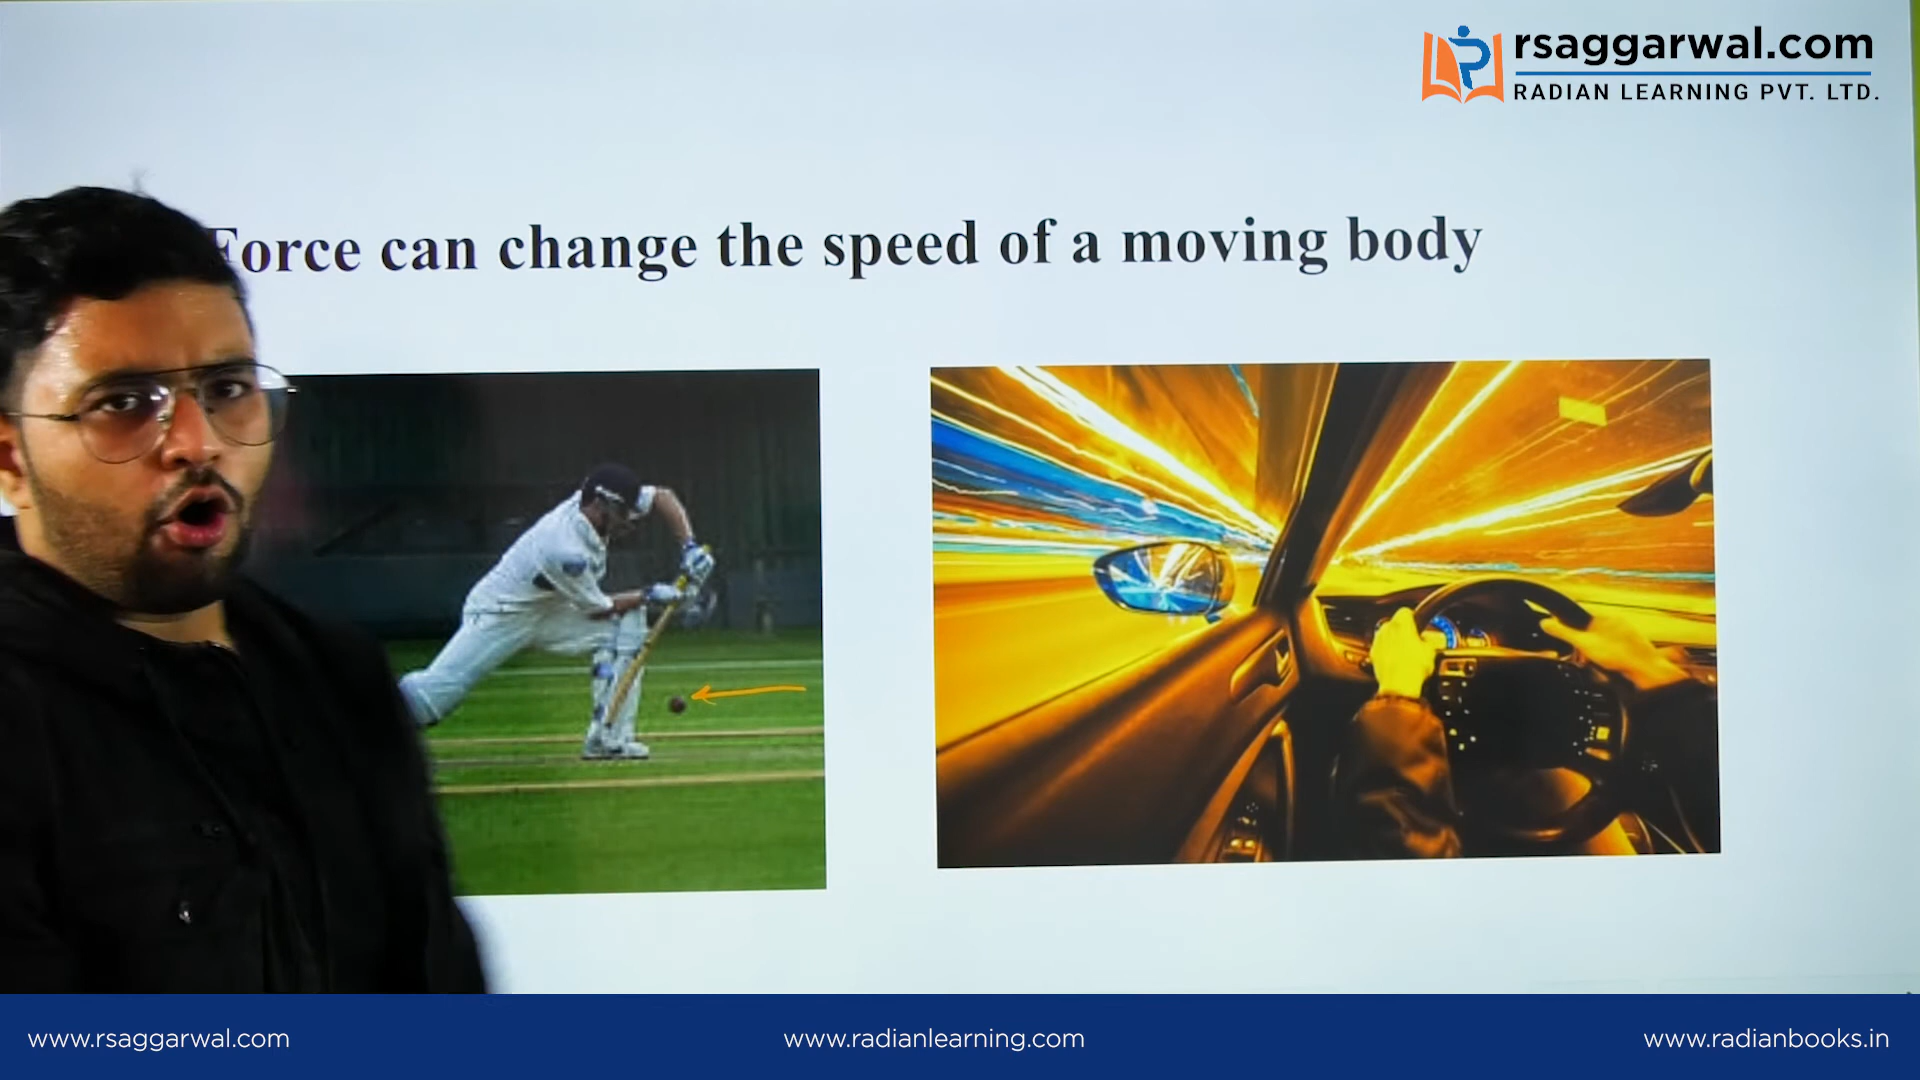 rsaggarwal.com
RADIAN LEARNING PVT. LTD.
Force can change the speed of a moving body
www.rsaggarwal.com
www.radianlearning.com
www.radianbooks.in